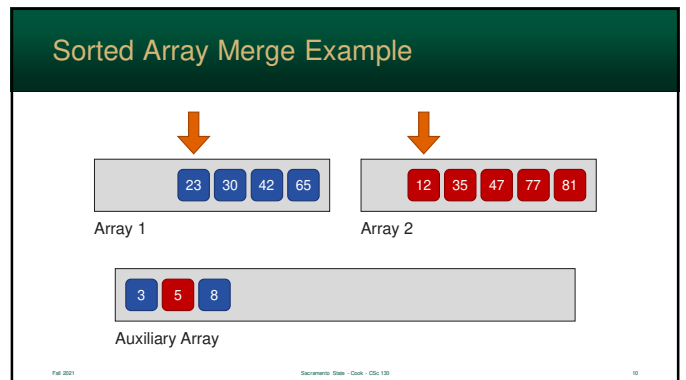 Sorted Array Merge Example
23 30 42 65 12 35 47 77 81
Array 1 Array 2
3 5 8
Auxiliary Array
Fall 2021 Sacramento State - Cook - CSc 130 10